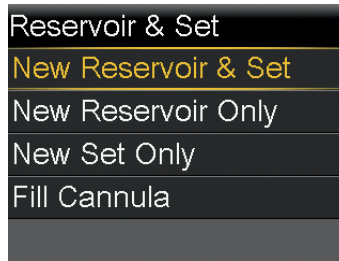 Reservoir & Set
New Reservoir & Set
New Reservoir Only
New Set Only
Fill Cannula